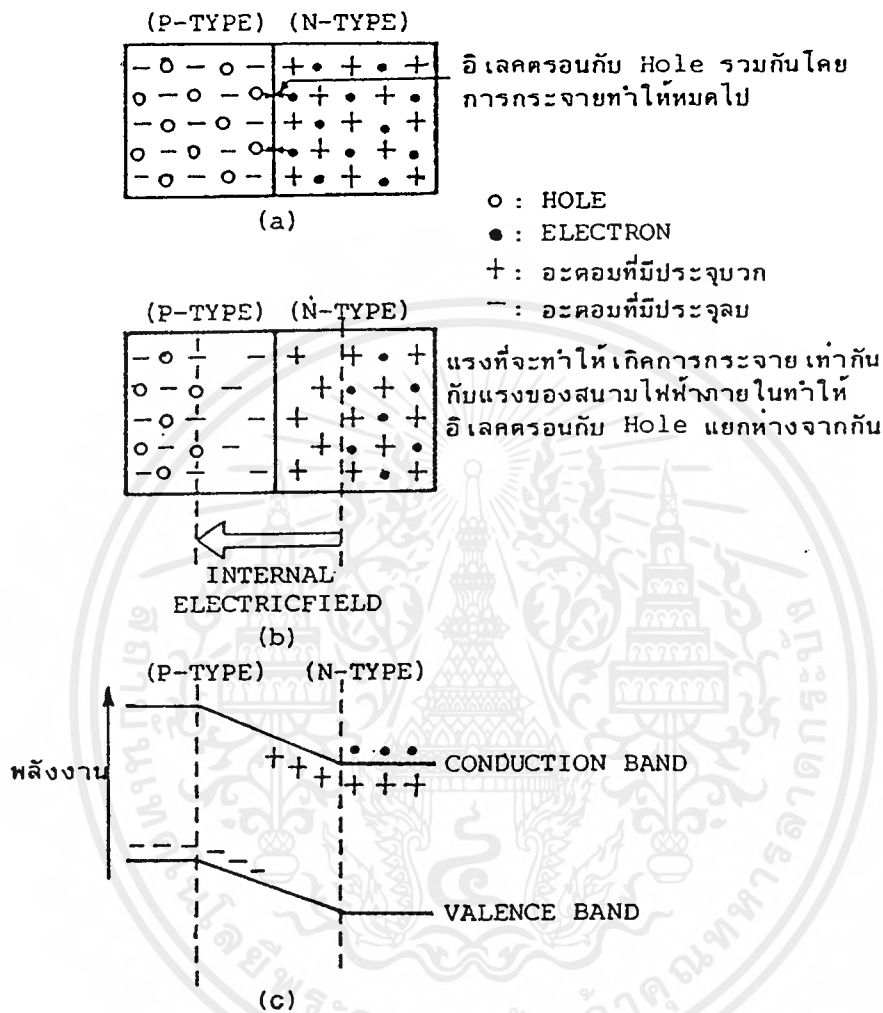 (P-TYPE) (N-TYPE)
อิเลคตรอนกับ Hole รวมกันโดย
การกระจายทำให้หมดไป
(a)
o : HOLE
● : ELECTRON
+ : อะตอมที่มีประจุบวก
- : อะตอมที่มีประจุลบ
(P-TYPE) (N-TYPE)
แรงที่จะทำให้เกิดการกระจายเท่ากัน
กับแรงของสนามไฟฟ้าภายในทำให้
อิเลคตรอนกับ Hole แยกห่างจากกัน
INTERNAL
ELECTRICFIELD
(b)
(P-TYPE) (N-TYPE)
พลังงาน
CONDUCTION BAND
VALENCE BAND
(c)